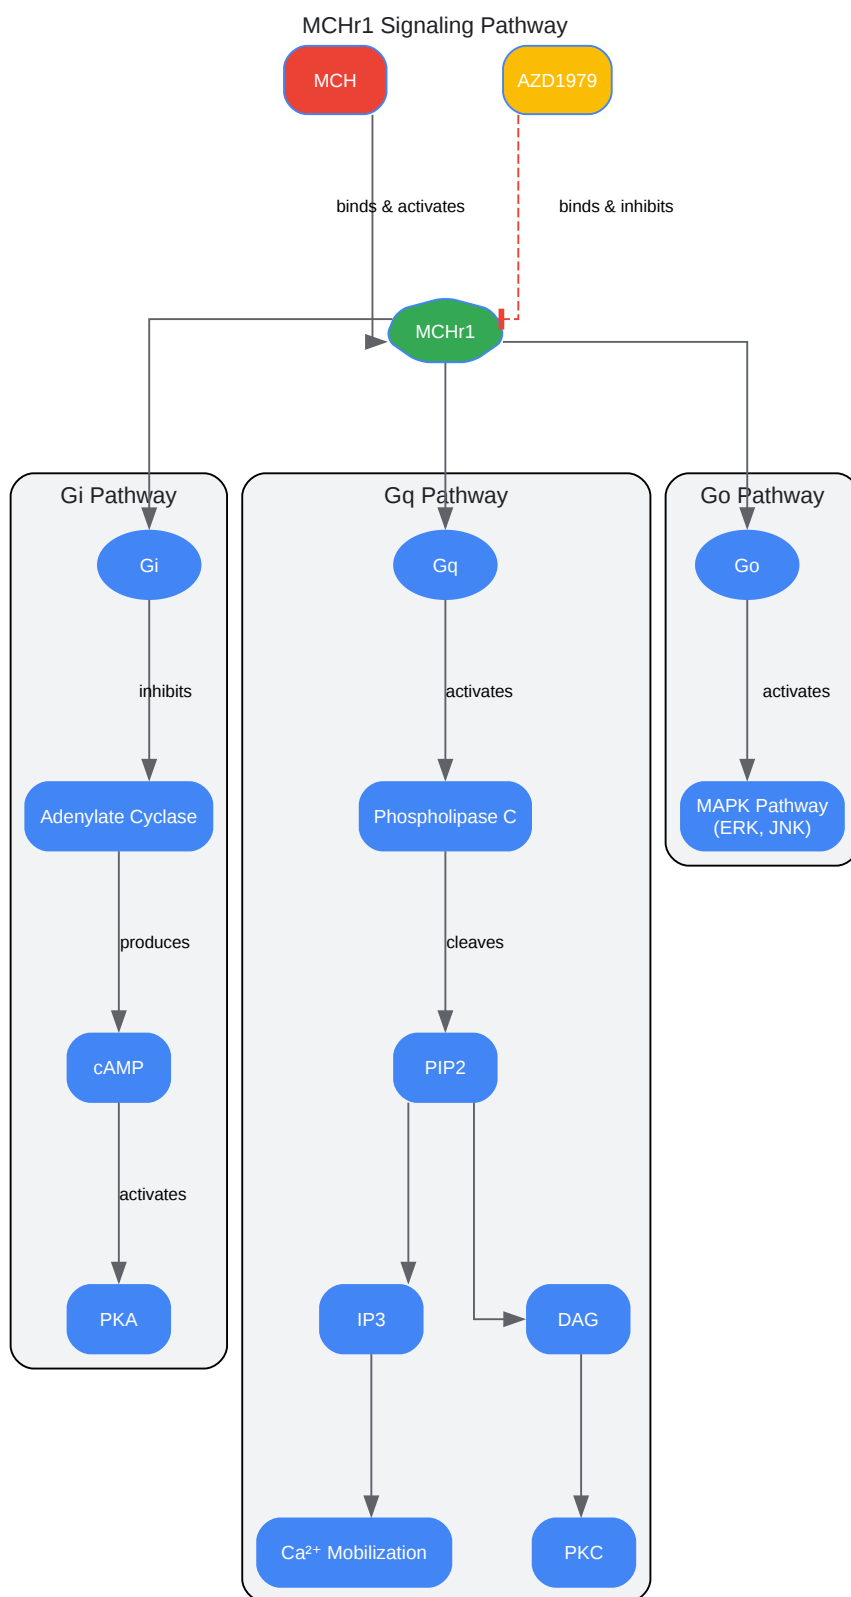 MCHr1 Signaling Pathway
MCH
AZD1979
binds & activates
binds & inhibits
MCHr1
Gi Pathway
Gq Pathway
Go Pathway
Gi
Gq
Go
inhibits
activates
activates
Adenylate Cyclase
Phospholipase C
MAPK Pathway
(ERK, JNK)
produces
cleaves
cAMP
PIP2
activates
PKA
IP3
DAG
Ca²⁺ Mobilization
PKC